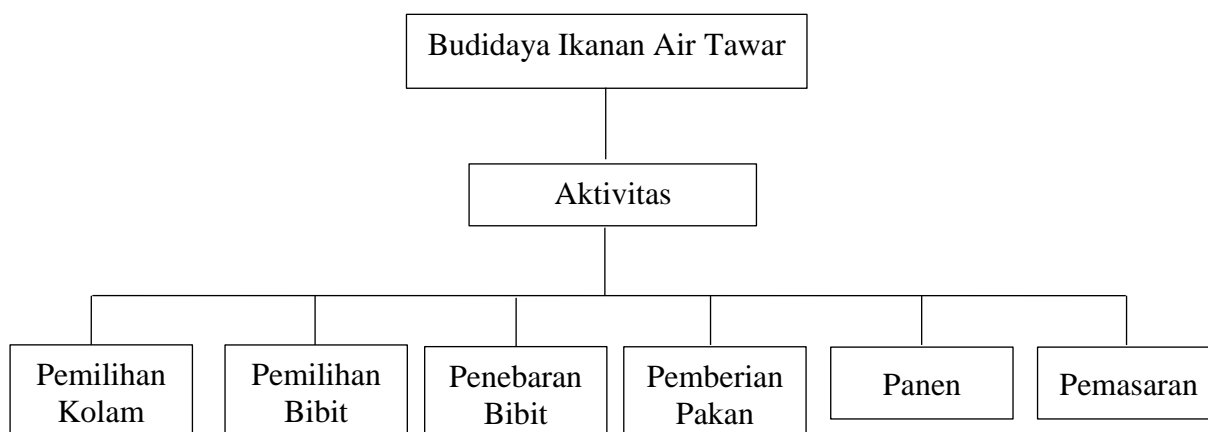 Budidaya Ikanan Air Tawar
Aktivitas
Pemilihan
Kolam
Pemilihan
Bibit
Penebaran
Bibit
Pemberian
Pakan
Panen
Pemasaran